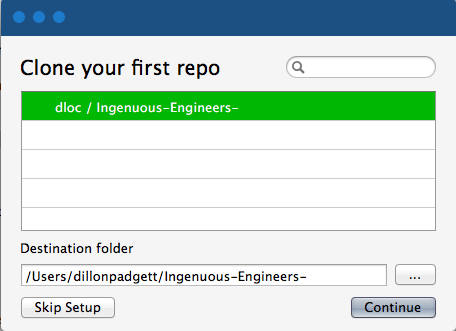 Clone your first repo
dloc / Ingenuous-Engineers-
Destination folder
/Users/dillonpadgett/Ingenuous-Engineers-
...
Skip Setup
Continue